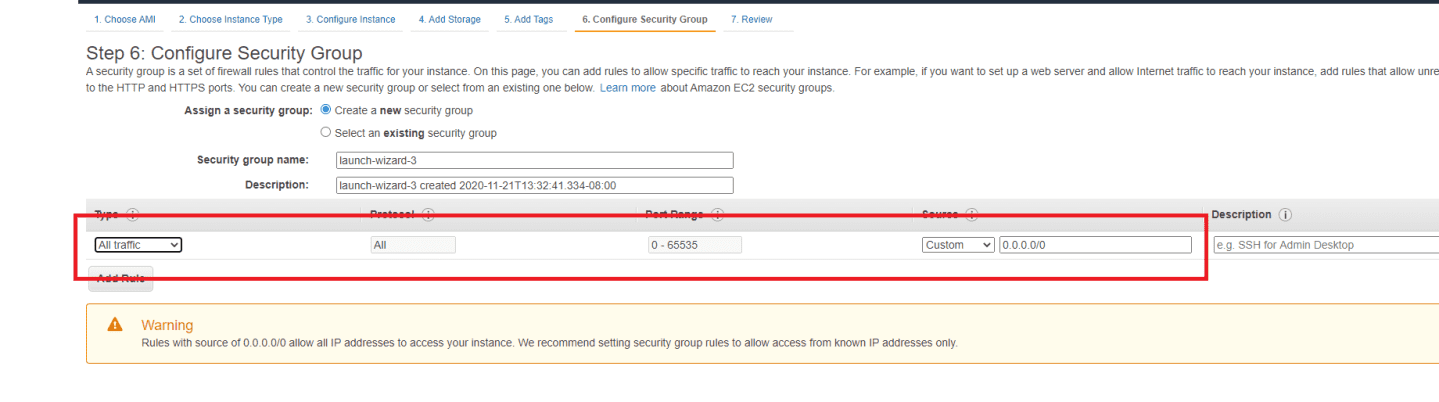 1. Choose AMI 2. Choose Instance Type 3. Configure Instance 4. Add Storage 5. Add Tags 6. Configure Security Group 7. Review
Step 6: Configure Security Group
A security group is a set of firewall rules that control the traffic for your instance. On this page, you can add rules to allow specific traffic to reach your instance. For example, if you want to set up a web server and allow Internet traffic to reach your instance, add rules that allow unre
to the HTTP and HTTPS ports. You can create a new security group or select from an existing one below. Learn more about Amazon EC2 security groups.
Assign a security group: Create a new security group
Select an existing security group
Security group name: launch-wizard-3
Description: launch-wizard-3 created 2020-11-21T13:32:41.334-08:00
Type Protocol Port Range Source Description
All traffic All 0 - 65535 Custom 0.0.0.0/0 e.g. SSH for Admin Desktop
Add Rule
Warning
Rules with source of 0.0.0.0/0 allow all IP addresses to access your instance. We recommend setting security group rules to allow access from known IP addresses only.